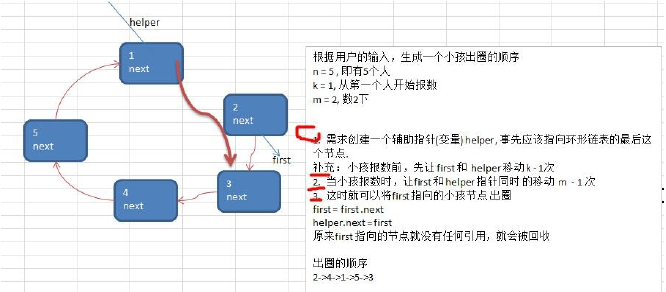 helper
1
next
2
next
first
5
next
4
next
3
next
根据用户的输入，生成一个小孩出圈的顺序
n = 5 , 即有5个人
k = 1, 从第一个人开始报数
m = 2, 数2下
1. 需求创建一个辅助指针(变量) helper , 事先应该指向环形链表的最后这
个节点.
补充： 小孩报数前，先让 first 和 helper 移动 k - 1次
2. 当小孩报数时，让first 和 helper 指针同时 的移动 m - 1 次
3. 这时就可以将first 指向的小孩节点 出圈
first = first .next
helper.next = first
原来first 指向的节点就没有任何引用，就会被回收
出圈的顺序
2->4->1->5->3